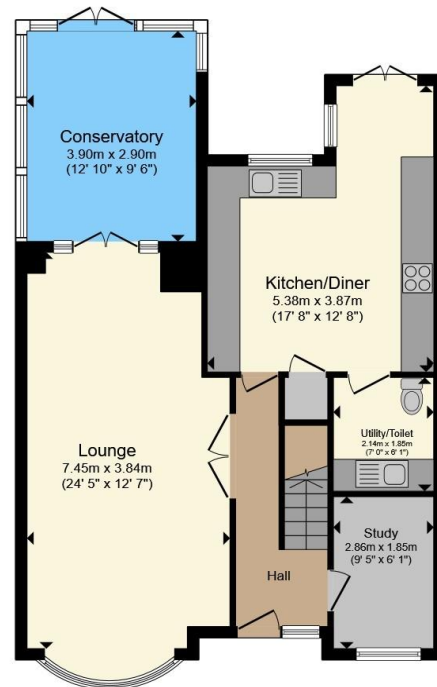 Conservatory
3.90m x 2.90m
(12' 10" x 9' 6")
Kitchen/Diner
5.38m x 3.87m
(17' 8" x 12' 8")
Lounge
7.45m x 3.84m
(24' 5" x 12' 7")
Utility/Toilet
2.14m x 1.85m
(7' 0" x 6' 1")
Study
2.86m x 1.85m
(9' 5" x 6' 1")
Hall